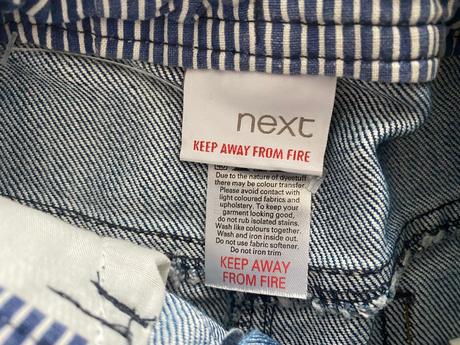 next
KEEP AWAY FROM FIRE
Due to the nature of dyestuff
there may be colour transfer.
Please avoid contact with
light coloured fabrics and
upholstery. To keep your
garment looking good,
do not rub isolated stains.
Wash like colours together.
Wash and iron inside out.
Do not use fabric softener.
Do not iron trim
KEEP AWAY
FROM FIRE